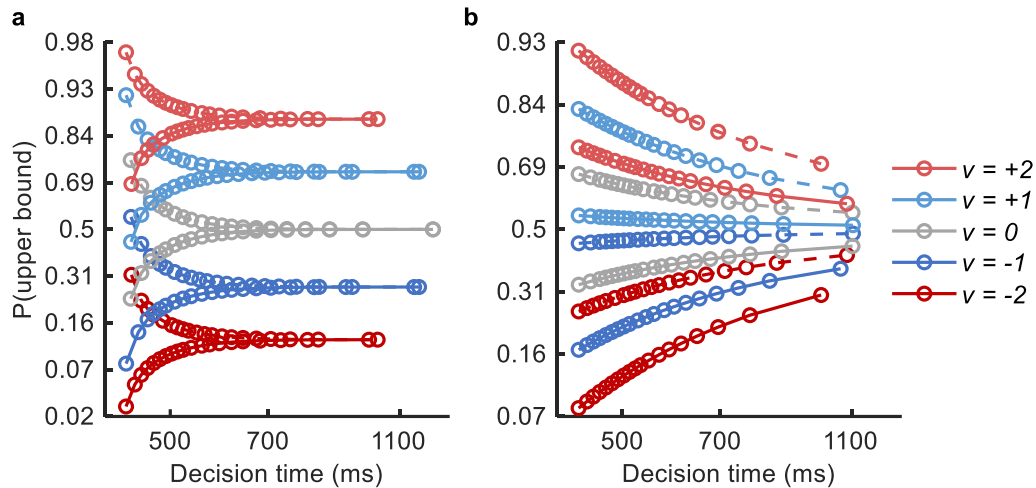 a
b
P(upper bound)
0.98
0.93
0.84
0.69
0.5
0.31
0.16
0.07
0.02
500
700
1100
Decision time (ms)
0.93
0.84
0.69
0.5
0.31
0.16
0.07
500
700
1100
Decision time (ms)
v = +2
v = +1
v = 0
v = -1
v = -2